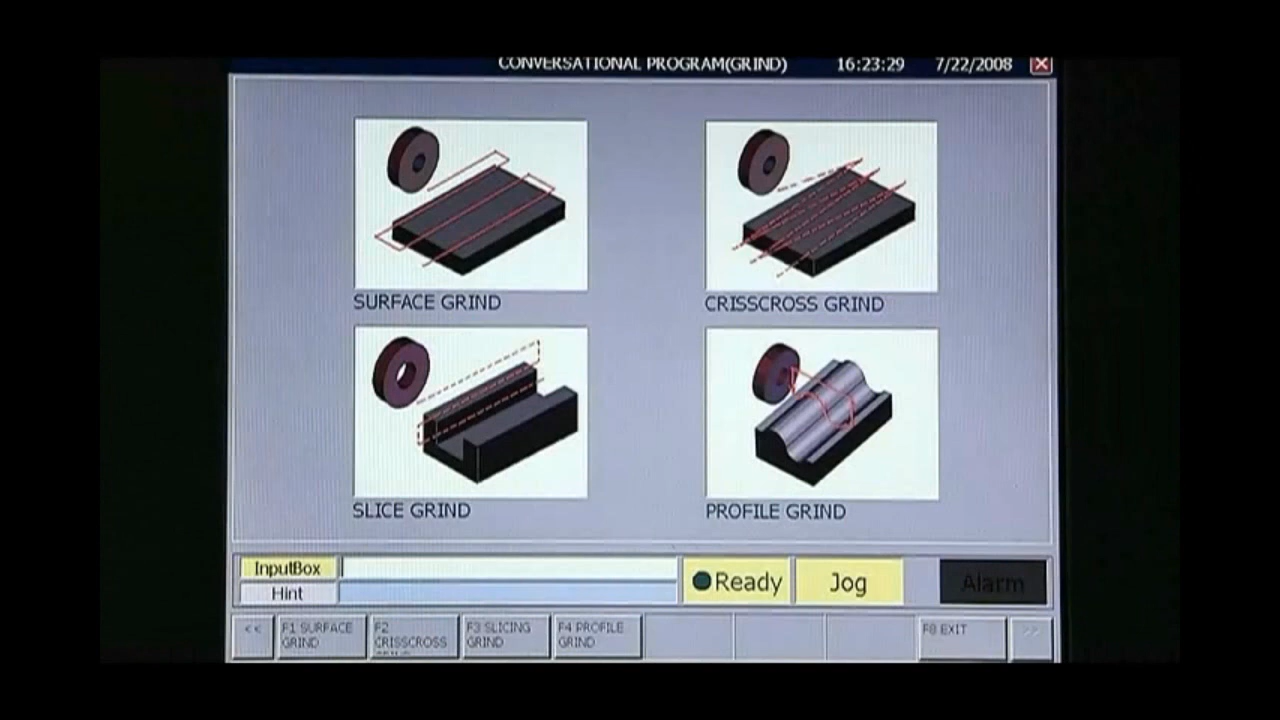 CONVERSATIONAL PROGRAM(GRIND) 16:23:29 7/22/2008
SURFACE GRIND
CRISSCROSS GRIND
SLICE GRIND
PROFILE GRIND
InputBox
Hint
Ready
Jog
Alarm
<<
F1 SURFACE
GRIND
F2
CRISSCROSS
GRIND
F3 SLICING
GRIND
F4 PROFILE
GRIND
F8 EXIT
>>